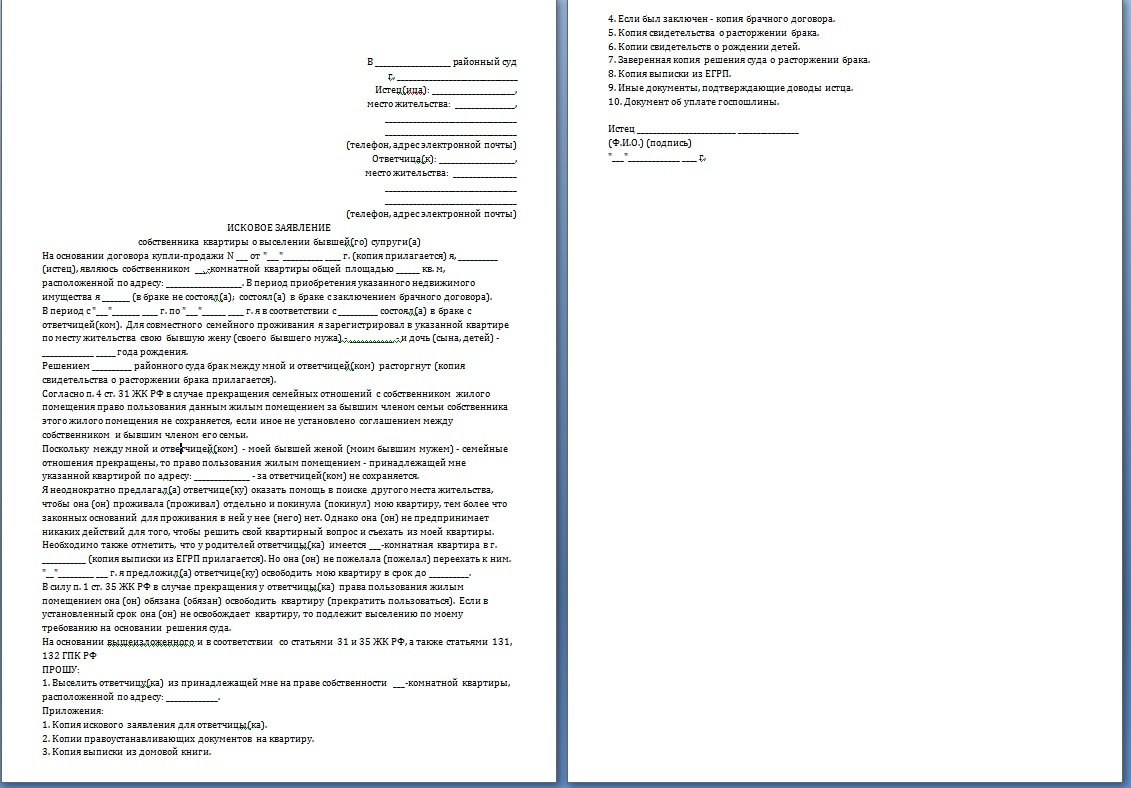 В __________________ районный суд
г. _____________________________
Истец(ица): ____________________,
место жительства: ______________,
________________________________
________________________________
(телефон, адрес электронной почты)
Ответчица(к): __________________,
место жительства: _______________
________________________________
________________________________
(телефон, адрес электронной почты)
ИСКОВОЕ ЗАЯВЛЕНИЕ
собственника квартиры о выселении бывшей(го) супруги(а)
На основании договора купли-продажи N ___ от "___"__________ ____ г. (копия прилагается) я, __________
(истец), являюсь собственником ___-комнатной квартиры общей площадью ______ кв. м,
расположенной по адресу: __________________. В период приобретения указанного недвижимого
имущества я _______ (в браке не состоял(а); состоял(а) в браке с заключением брачного договора).
В период с "___"_______ ____ г. по "___"______ ____ г. я в соответствии с __________ состоял(а) в браке с
ответчицей(ком). Для совместного семейного проживания я зарегистрировал в указанной квартире
по месту жительства свою бывшую жену (своего бывшего мужа) - ____________ - и дочь (сына, детей) -
_____________ _____ года рождения.
Решением __________ районного суда брак между мной и ответчицей(ком) расторгнут (копия
свидетельства о расторжении брака прилагается).
Согласно п. 4 ст. 31 ЖК РФ в случае прекращения семейных отношений с собственником жилого
помещения право пользования данным жилым помещением за бывшим членом семьи собственника
этого жилого помещения не сохраняется, если иное не установлено соглашением между
собственником и бывшим членом его семьи.
Поскольку между мной и ответчицей(ком) - моей бывшей женой (моим бывшим мужем) - семейные
отношения прекращены, то право пользования жилым помещением - принадлежащей мне
указанной квартирой по адресу: ______________ - за ответчицей(ком) не сохраняется.
Я неоднократно предлагал(а) ответчице(ку) оказать помощь в поиске другого места жительства,
чтобы она (он) проживала (проживал) отдельно и покинула (покинул) мою квартиру, тем более что
законных оснований для проживания в ней у нее (него) нет. Однако она (он) не предпринимает
никаких действий для того, чтобы решить свой квартирный вопрос и съехать из моей квартиры.
Необходимо также отметить, что у родителей ответчицы(ка) имеется ___-комнатная квартира в г.
___________ (копия выписки из ЕГРП прилагается). Но она (он) не пожелала (пожелал) переехать к ним.
"__"_________ ___ г. я предложил(а) ответчице(ку) освободить мою квартиру в срок до __________.
В силу п. 1 ст. 35 ЖК РФ в случае прекращения у ответчицы(ка) права пользования жилым
помещением она (он) обязана (обязан) освободить квартиру (прекратить пользоваться). Если в
установленный срок она (он) не освобождает квартиру, то подлежит выселению по моему
требованию на основании решения суда.
На основании вышеизложенного и в соответствии со статьями 31 и 35 ЖК РФ, а также статьями 131,
132 ГПК РФ
ПРОШУ:
1. Выселить ответчицу(ка) из принадлежащей мне на праве собственности ___-комнатной квартиры,
расположенной по адресу: _____________.
Приложения:
1. Копия искового заявления для ответчицы(ка).
2. Копии правоустанавливающих документов на квартиру.
3. Копия выписки из домовой книги.
4. Если был заключен - копия брачного договора.
5. Копия свидетельства о расторжении брака.
6. Копии свидетельств о рождении детей.
7. Заверенная копия решения суда о расторжении брака.
8. Копия выписки из ЕГРП.
9. Иные документы, подтверждающие доводы истца.
10. Документ об уплате госпошлины.
Истец ________________________ _______________
(Ф.И.О.) (подпись)
"___"_____________ ____ г.